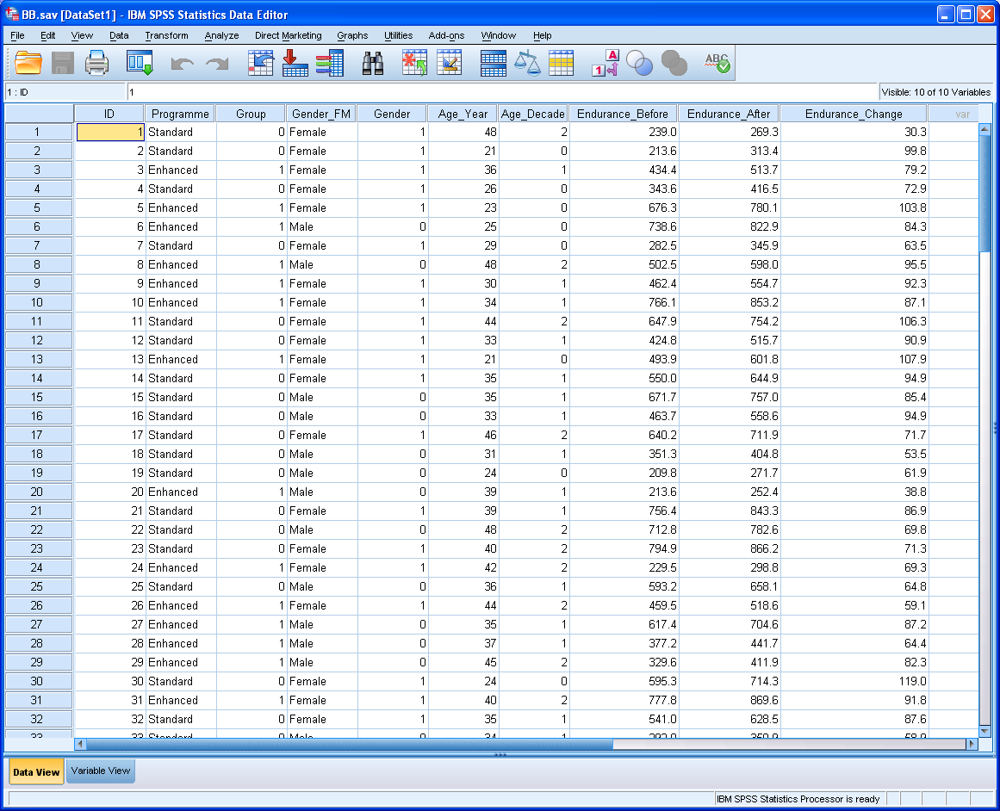 BB.sav [DataSet1] - IBM SPSS Statistics Data Editor
File Edit View Data Transform Analyze Direct Marketing Graphs Utilities Add-ons Window Help
1 A ABC
1 : ID 1 Visible: 10 of 10 Variables
ID Programme Group Gender_FM Gender Age_Year Age_Decade Endurance_Before Endurance_After Endurance_Change var
1 1 Standard 0 Female 1 48 2 239.0 269.3 30.3
2 2 Standard 0 Female 1 21 0 213.6 313.4 99.8
3 3 Enhanced 1 Female 1 36 1 434.4 513.7 79.2
4 4 Standard 0 Female 1 26 0 343.6 416.5 72.9
5 5 Enhanced 1 Female 1 23 0 676.3 780.1 103.8
6 6 Enhanced 1 Male 0 25 0 738.6 822.9 84.3
7 7 Standard 0 Female 1 29 0 282.5 345.9 63.5
8 8 Enhanced 1 Male 0 48 2 502.5 598.0 95.5
9 9 Enhanced 1 Female 1 30 1 462.4 554.7 92.3
10 10 Enhanced 1 Female 1 34 1 766.1 853.2 87.1
11 11 Standard 0 Female 1 44 2 647.9 754.2 106.3
12 12 Standard 0 Female 1 33 1 424.8 515.7 90.9
13 13 Enhanced 1 Female 1 21 0 493.9 601.8 107.9
14 14 Standard 0 Female 1 35 1 550.0 644.9 94.9
15 15 Standard 0 Male 0 35 1 671.7 757.0 85.4
16 16 Standard 0 Male 0 33 1 463.7 558.6 94.9
17 17 Standard 0 Female 1 46 2 640.2 711.9 71.7
18 18 Standard 0 Male 0 31 1 351.3 404.8 53.5
19 19 Standard 0 Male 0 24 0 209.8 271.7 61.9
20 20 Enhanced 1 Male 0 39 1 213.6 252.4 38.8
21 21 Standard 0 Female 1 39 1 756.4 843.3 86.9
22 22 Standard 0 Male 0 48 2 712.8 782.6 69.8
23 23 Standard 0 Female 1 40 2 794.9 866.2 71.3
24 24 Enhanced 1 Female 1 42 2 229.5 298.8 69.3
25 25 Standard 0 Male 0 36 1 593.2 658.1 64.8
26 26 Enhanced 1 Female 1 44 2 459.5 518.6 59.1
27 27 Enhanced 1 Male 0 35 1 617.4 704.6 87.2
28 28 Enhanced 1 Male 0 37 1 377.2 441.7 64.4
29 29 Enhanced 1 Male 0 45 2 329.6 411.9 82.3
30 30 Standard 0 Female 1 24 0 595.3 714.3 119.0
31 31 Enhanced 1 Female 1 40 2 777.8 869.6 91.8
32 32 Standard 0 Female 1 35 1 541.0 628.5 87.6
33 33 Standard 0 Male 0 34 1
Data View Variable View
IBM SPSS Statistics Processor is ready